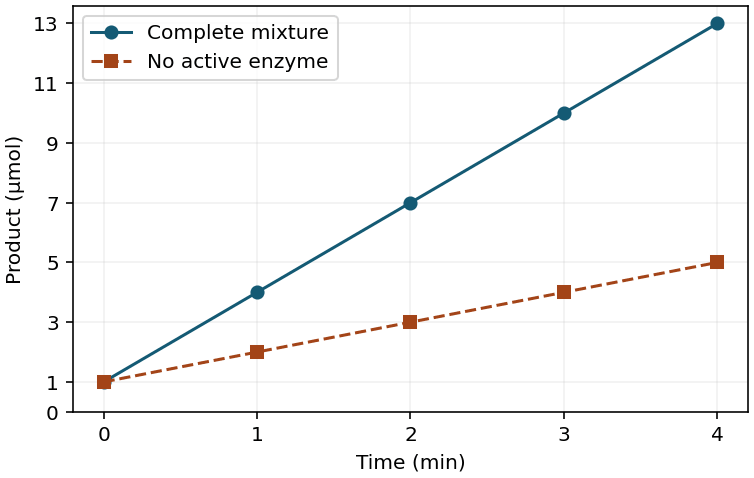 Complete mixture
No active enzyme
Product (μmol)
13
11
9
7
5
3
1
0
0 1 2 3 4
Time (min)